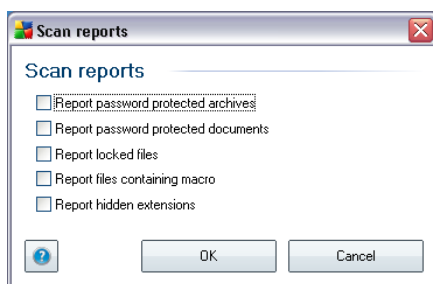 Scan reports
Scan reports
Report password protected archives
Report password protected documents
Report locked files
Report files containing macro
Report hidden extensions
? OK Cancel